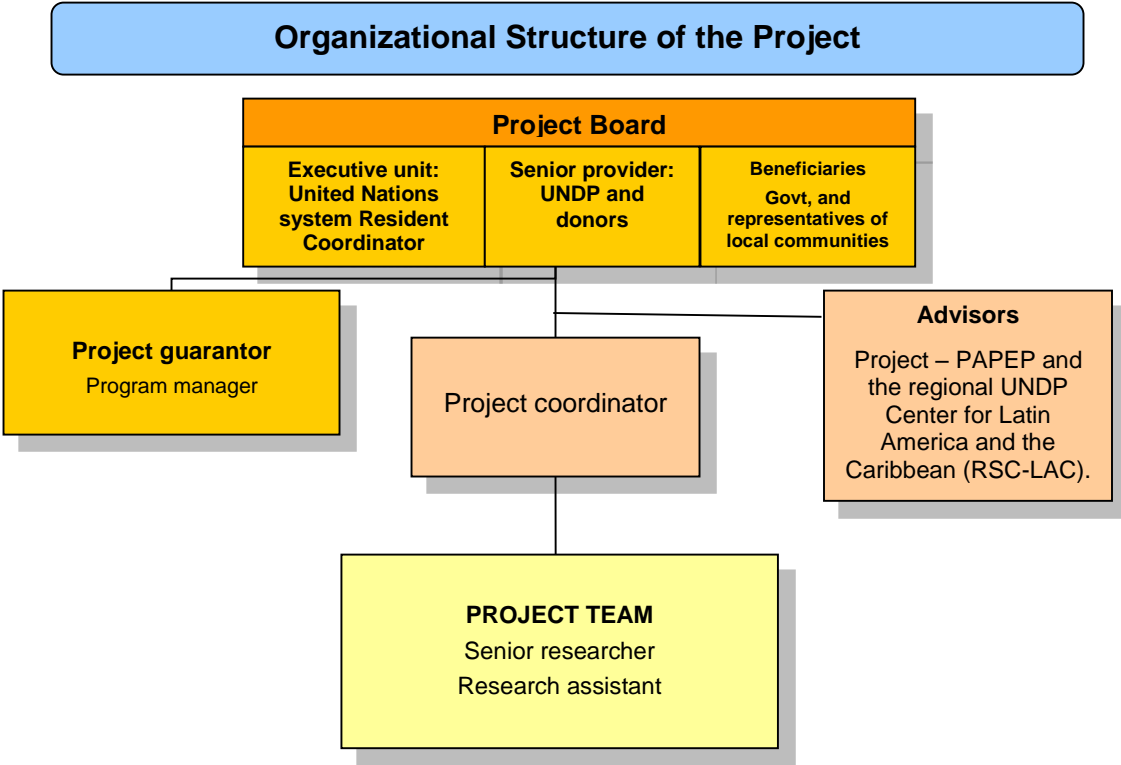 Organizational Structure of the Project
Project Board
Executive unit:
United Nations
system Resident
Coordinator
Senior provider:
UNDP and
donors
Beneficiaries
Govt, and
representatives of
local communities
Project guarantor
Program manager
Project coordinator
Advisors
Project – PAPEP and
the regional UNDP
Center for Latin
America and the
Caribbean (RSC-LAC).
PROJECT TEAM
Senior researcher
Research assistant